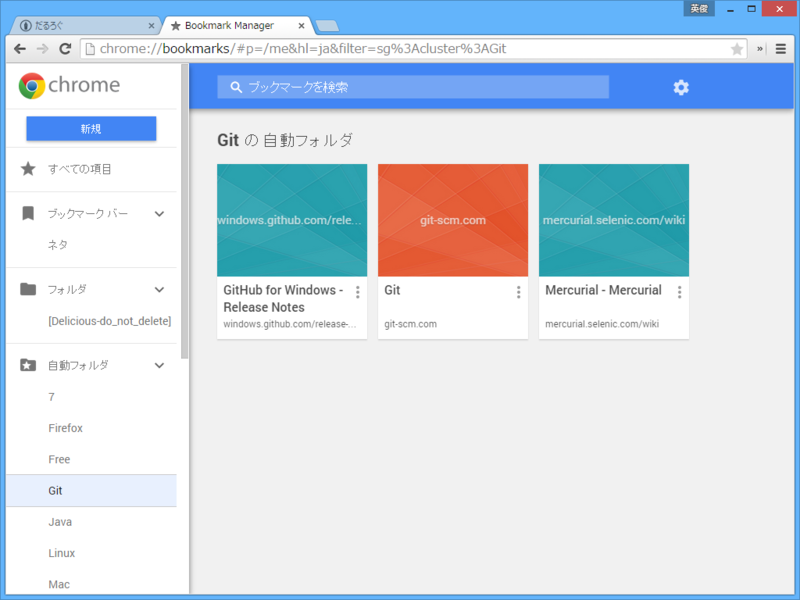 英俊
だるろぐ
Bookmark Manager
chrome://bookmarks/#p=/me&hl=ja&filter=sg%3Acluster%3AGit
chrome
ブックマークを検索
新規
すべての項目
ブックマーク バー
ネタ
フォルダ
[Delicious-do_not_delete]
自動フォルダ
7
Firefox
Free
Git
Java
Linux
Mac
Git の 自動フォルダ
windows.github.com/rele...
GitHub for Windows -
Release Notes
windows.github.com/release-...
git-scm.com
Git
git-scm.com
mercurial.selenic.com/wiki
Mercurial - Mercurial
mercurial.selenic.com/wiki